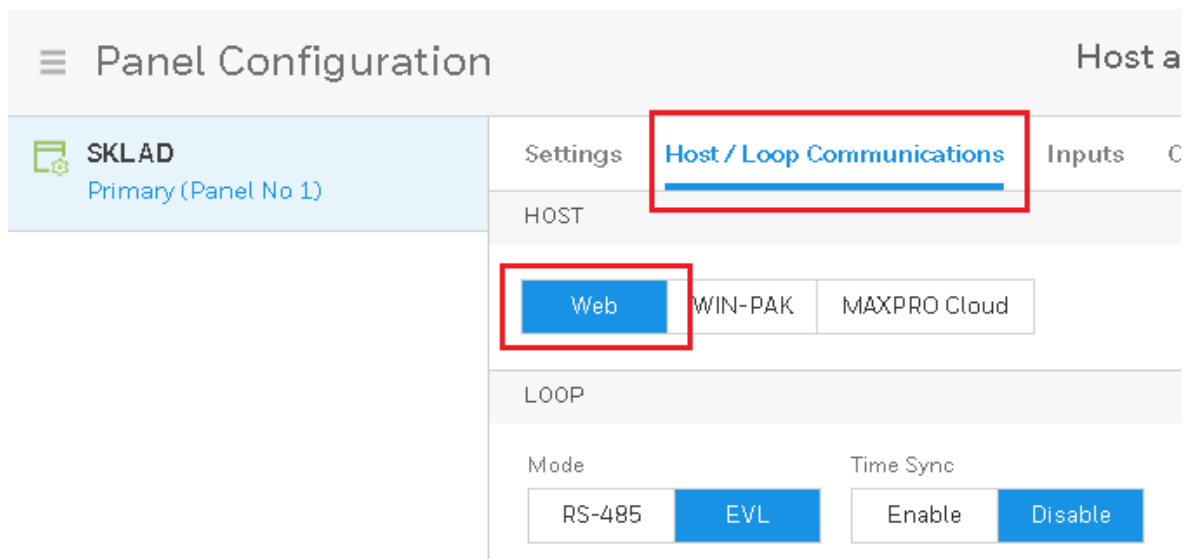 Panel Configuration
Host a
SKLAD
Primary (Panel No 1)
Settings Host / Loop Communications Inputs
HOST
Web WIN-PAK MAXPRO Cloud
LOOP
Mode Time Sync
RS-485 EVL Enable Disable